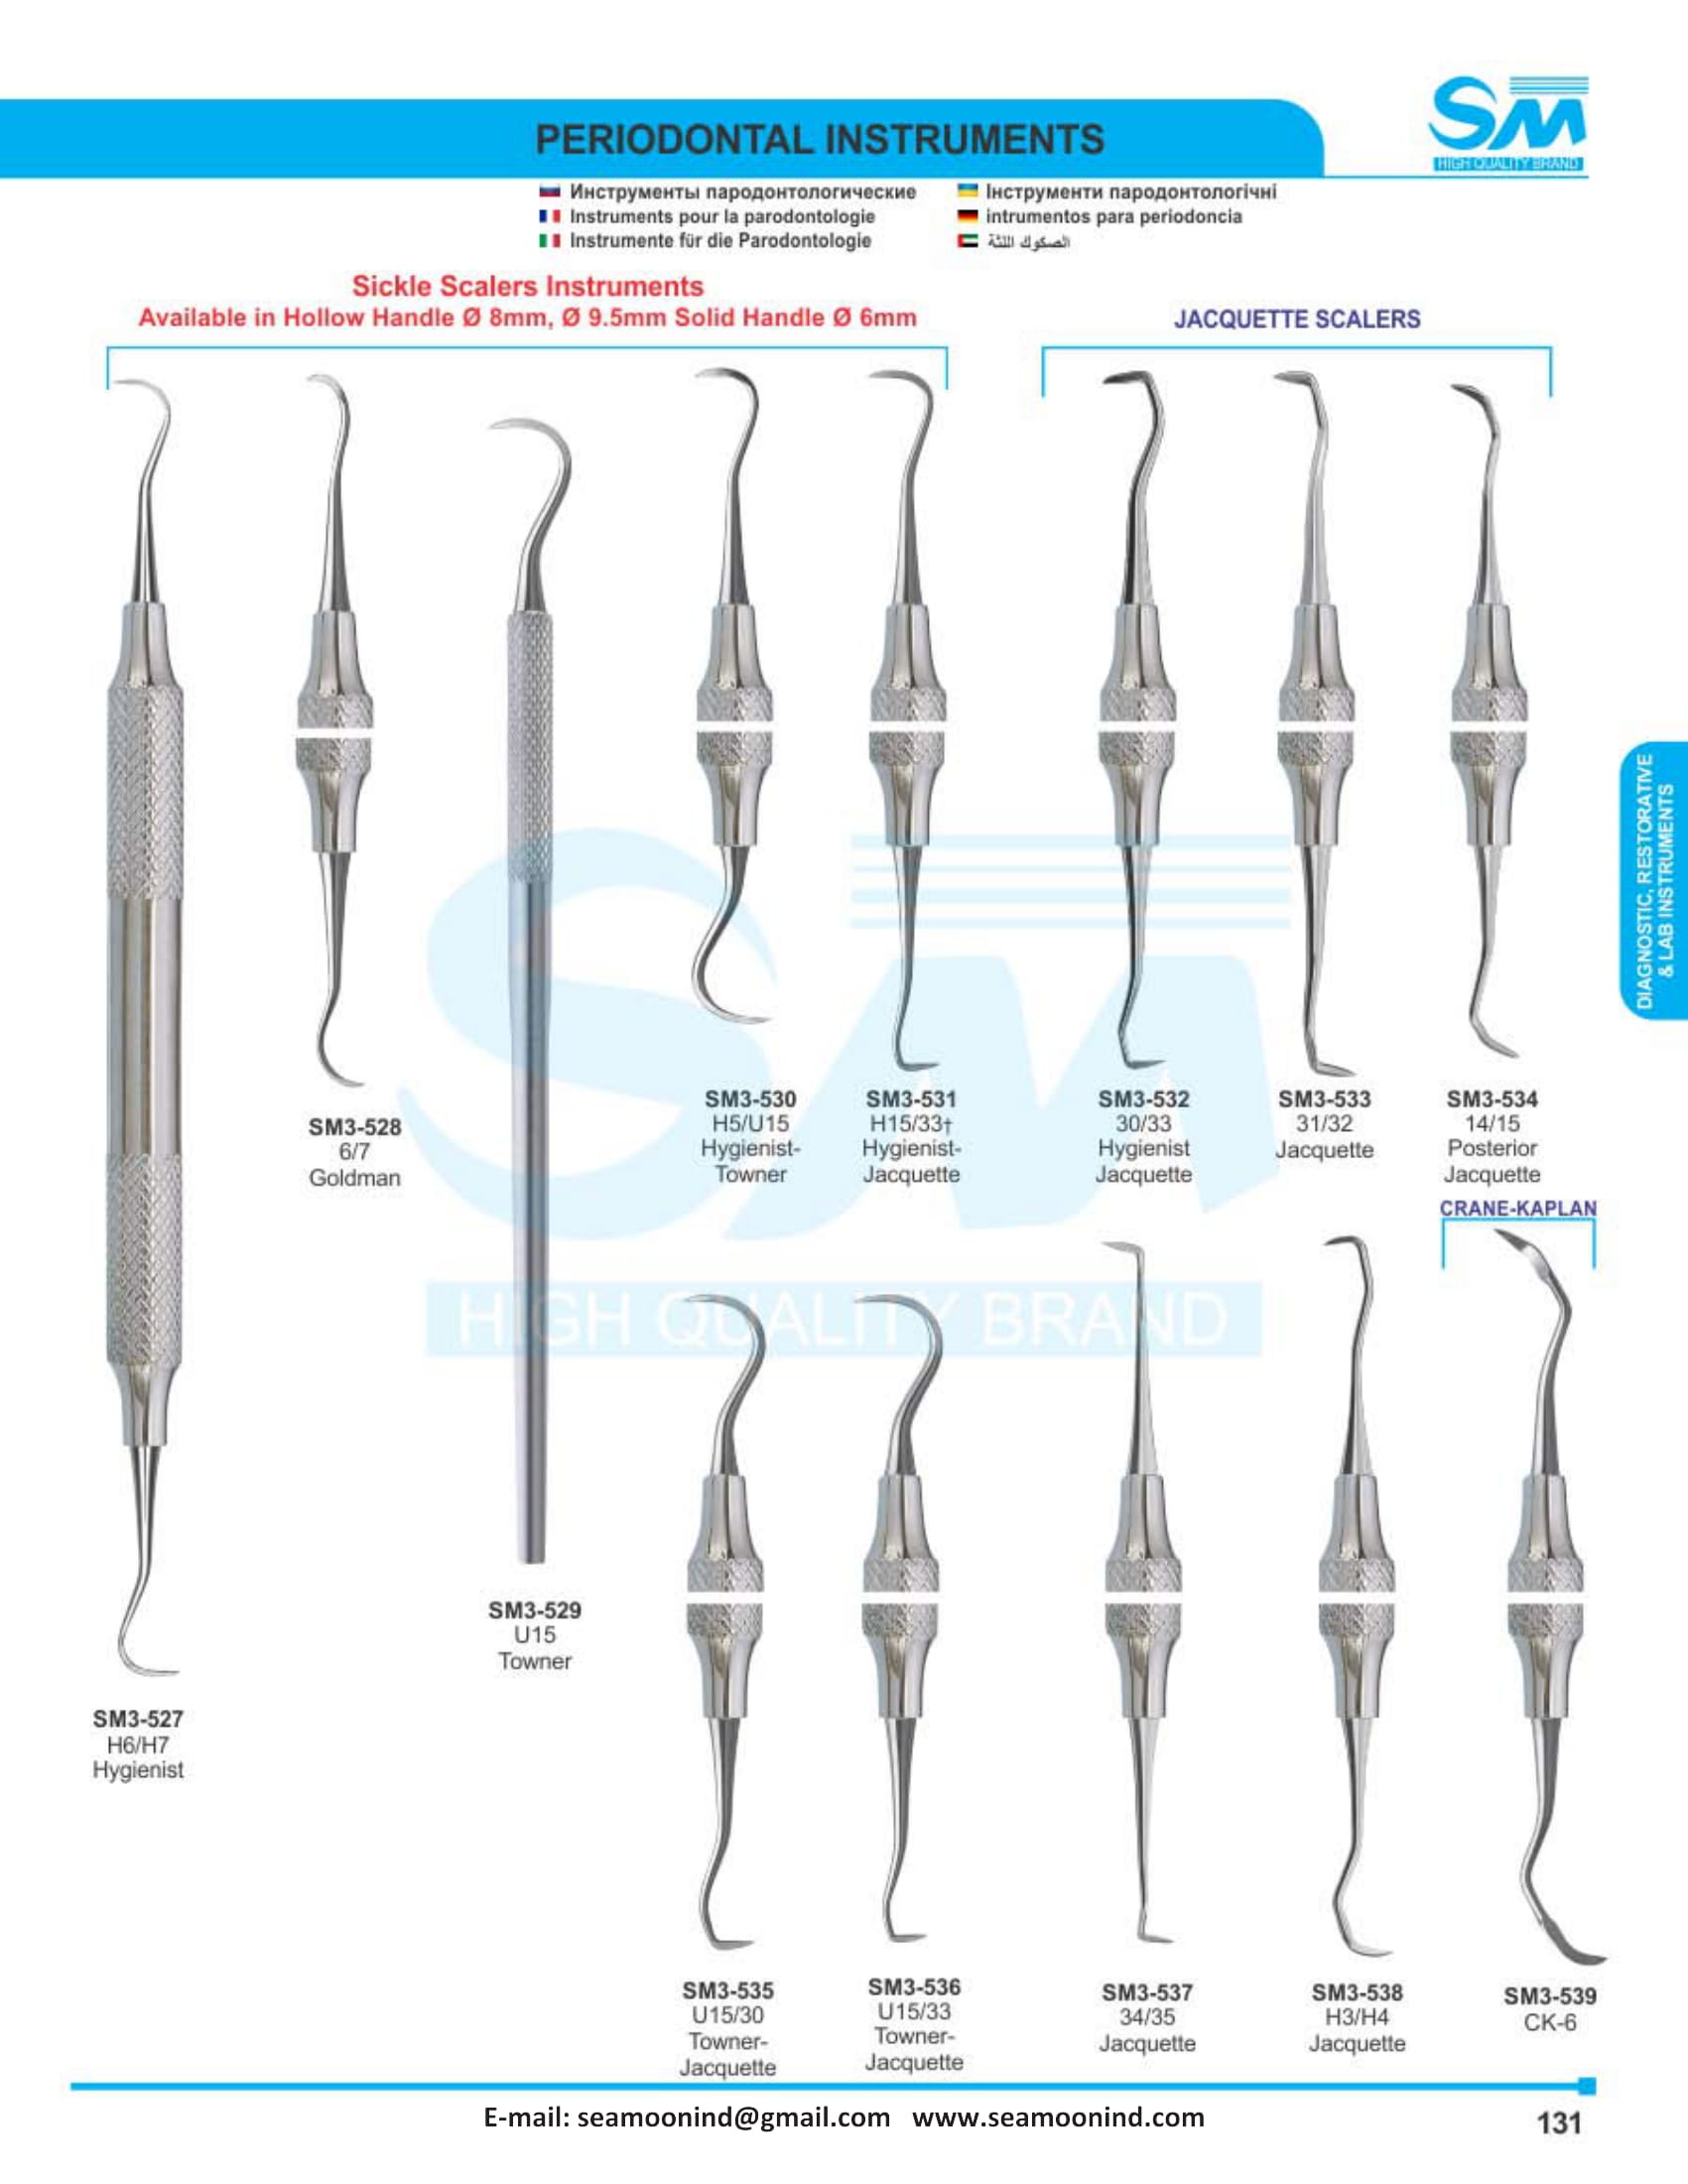 SM
HIGH QUALITY BRAND
PERIODONTAL INSTRUMENTS
Инструменты пародонтологические
Instruments pour la parodontologie
Instrumente für die Parodontologie
Інструменти пародонтологічні
intrumentos para periodoncia
الصكوك اللثة
Sickle Scalers Instruments
Available in Hollow Handle Ø 8mm, Ø 9.5mm Solid Handle Ø 6mm
JACQUETTE SCALERS
DIAGNOSTIC, RESTORATIVE
& LAB INSTRUMENTS
SM3-528
6/7
Goldman
SM3-530
H5/U15
Hygienist-
Towner
SM3-531
H15/33†
Hygienist-
Jacquette
SM3-532
30/33
Hygienist
Jacquette
SM3-533
31/32
Jacquette
SM3-534
14/15
Posterior
Jacquette
CRANE-KAPLAN
SM
HIGH QUALITY BRAND
SM3-529
U15
Towner
SM3-527
H6/H7
Hygienist
SM3-535
U15/30
Towner-
Jacquette
SM3-536
U15/33
Towner-
Jacquette
SM3-537
34/35
Jacquette
SM3-538
H3/H4
Jacquette
SM3-539
CK-6
E-mail: seamoonind@gmail.com www.seamoonind.com
131